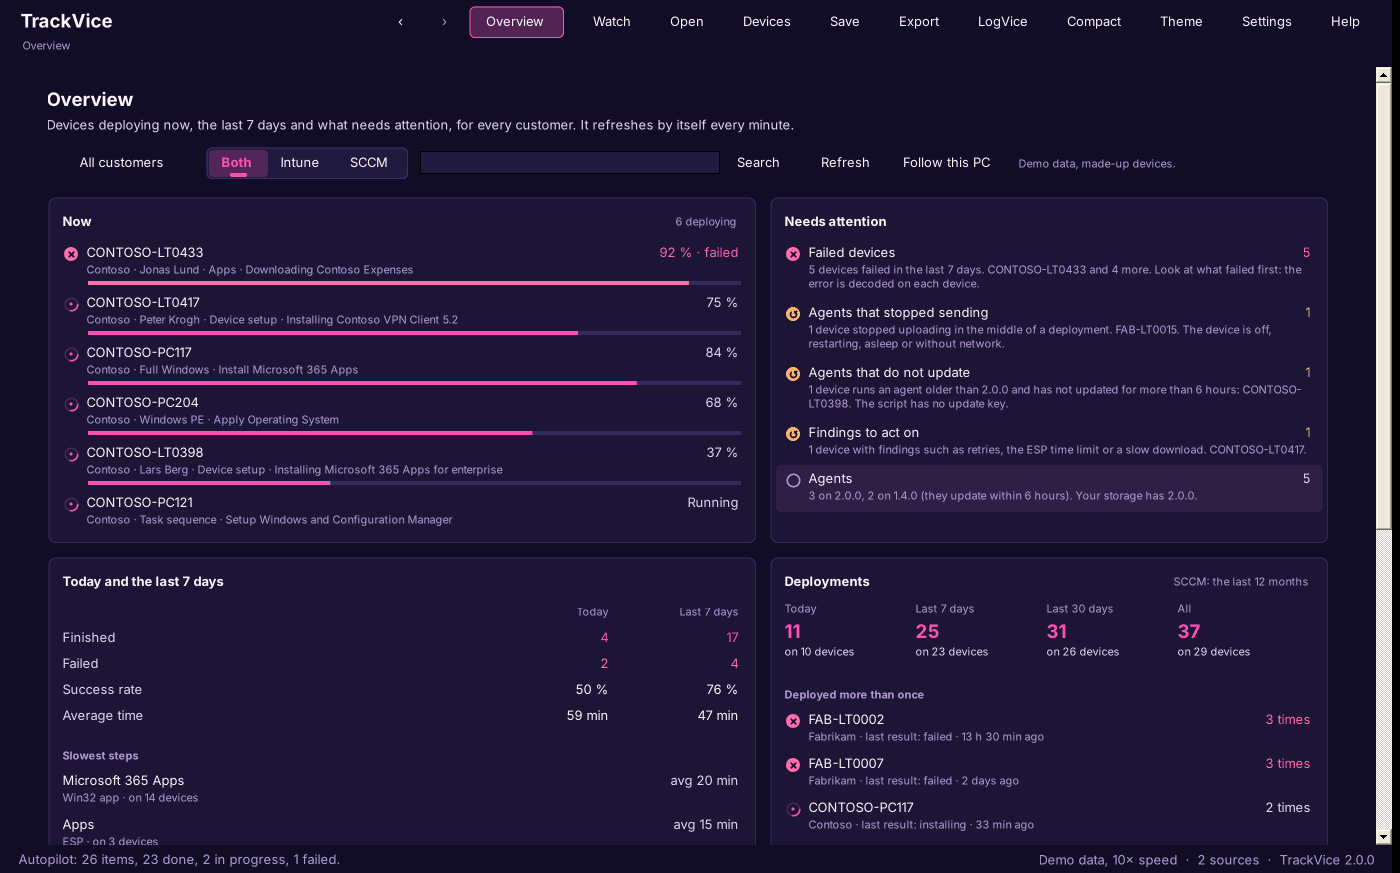 TrackVice
‹ › Overview Watch Open Devices Save Export LogVice Compact Theme Settings Help
Overview
Overview
Devices deploying now, the last 7 days and what needs attention, for every customer. It refreshes by itself every minute.
All customers Both Intune SCCM Search Refresh Follow this PC Demo data, made-up devices.
Now 6 deploying
CONTOSO-LT0433 92 % · failed
Contoso · Jonas Lund · Apps · Downloading Contoso Expenses
CONTOSO-LT0417 75 %
Contoso · Peter Krogh · Device setup · Installing Contoso VPN Client 5.2
CONTOSO-PC117 84 %
Contoso · Full Windows · Install Microsoft 365 Apps
CONTOSO-PC204 68 %
Contoso · Windows PE · Apply Operating System
CONTOSO-LT0398 37 %
Contoso · Lars Berg · Device setup · Installing Microsoft 365 Apps for enterprise
CONTOSO-PC121 Running
Contoso · Task sequence · Setup Windows and Configuration Manager
Needs attention
Failed devices 5
5 devices failed in the last 7 days. CONTOSO-LT0433 and 4 more. Look at what failed first: the
error is decoded on each device.
Agents that stopped sending 1
1 device stopped uploading in the middle of a deployment. FAB-LT0015. The device is off,
restarting, asleep or without network.
Agents that do not update 1
1 device runs an agent older than 2.0.0 and has not updated for more than 6 hours: CONTOSO-
LT0398. The script has no update key.
Findings to act on 1
1 device with findings such as retries, the ESP time limit or a slow download. CONTOSO-LT0417.
Agents 5
3 on 2.0.0, 2 on 1.4.0 (they update within 6 hours). Your storage has 2.0.0.
Today and the last 7 days
Today Last 7 days
Finished 4 17
Failed 2 4
Success rate 50 % 76 %
Average time 59 min 47 min
Slowest steps
Microsoft 365 Apps avg 20 min
Win32 app · on 14 devices
Apps avg 15 min
ESP · on 3 devices
Deployments SCCM: the last 12 months
Today Last 7 days Last 30 days All
11 25 31 37
on 10 devices on 23 devices on 26 devices on 29 devices
Deployed more than once
FAB-LT0002 3 times
Fabrikam · last result: failed · 13 h 30 min ago
FAB-LT0007 3 times
Fabrikam · last result: failed · 2 days ago
CONTOSO-PC117 2 times
Contoso · last result: installing · 33 min ago
Autopilot: 26 items, 23 done, 2 in progress, 1 failed.
Demo data, 10× speed · 2 sources · TrackVice 2.0.0